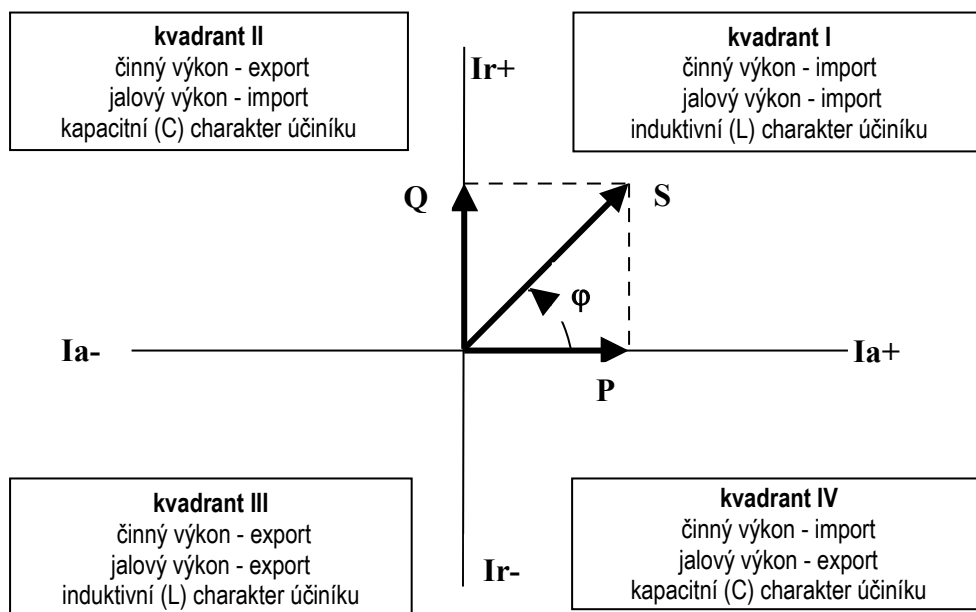 kvadrant II
činný výkon - export
jalový výkon - import
kapacitní (C) charakter účiníku
kvadrant I
činný výkon - import
jalový výkon - import
induktivní (L) charakter účiníku
Ir+
Q
S
φ
Ia-
Ia+
P
kvadrant III
činný výkon - export
jalový výkon - export
induktivní (L) charakter účiníku
kvadrant IV
činný výkon - import
jalový výkon - export
kapacitní (C) charakter účiníku
Ir-